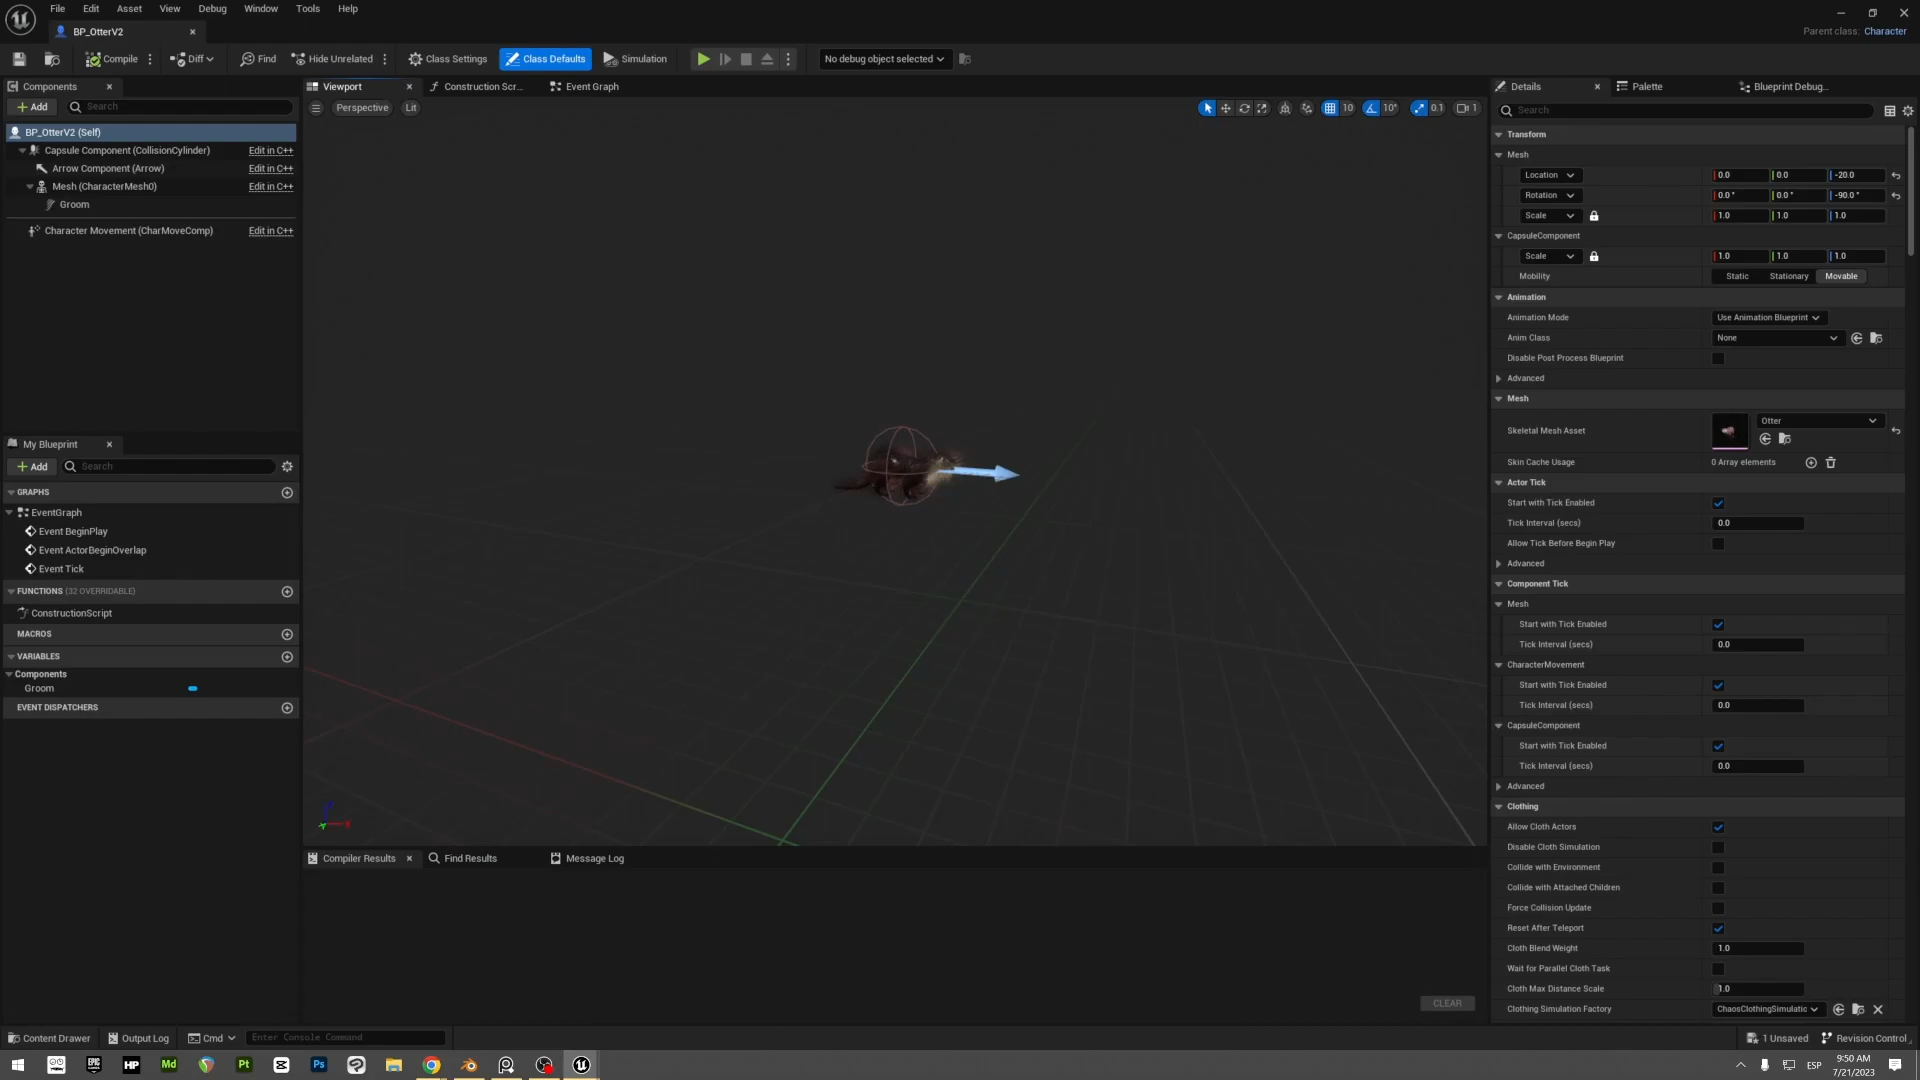 File Edit Asset View Debug Window Tools Help
BP_OtterV2
Parent class: Character
Compile Diff Find Hide Unrelated Class Settings Class Defaults Simulation No debug object selected
Components
Viewport Construction Scr... Event Graph
Details Palette Blueprint Debug...
Add Search
Perspective Lit
10 10° 0.1 1
Search
BP_OtterV2 (Self)
Capsule Component (CollisionCylinder) Edit in C++
Arrow Component (Arrow) Edit in C++
Mesh (CharacterMesh0) Edit in C++
Groom
Character Movement (CharMoveComp) Edit in C++
My Blueprint
Add Search
GRAPHS
EventGraph
Event BeginPlay
Event ActorBeginOverlap
Event Tick
FUNCTIONS (32 OVERRIDABLE)
ConstructionScript
MACROS
VARIABLES
Components
Groom
EVENT DISPATCHERS
Compiler Results Find Results Message Log
CLEAR
Transform
Mesh
Location 0.0 0.0 -20.0
Rotation 0.0 ° 0.0 ° -90.0 °
Scale 1.0 1.0 1.0
CapsuleComponent
Scale 1.0 1.0 1.0
Mobility Static Stationary Movable
Animation
Animation Mode Use Animation Blueprint
Anim Class None
Disable Post Process Blueprint
Advanced
Mesh
Skeletal Mesh Asset Otter
Skin Cache Usage 0 Array elements
Actor Tick
Start with Tick Enabled
Tick Interval (secs) 0.0
Allow Tick Before Begin Play
Advanced
Component Tick
Mesh
Start with Tick Enabled
Tick Interval (secs) 0.0
CharacterMovement
Start with Tick Enabled
Tick Interval (secs) 0.0
CapsuleComponent
Start with Tick Enabled
Tick Interval (secs) 0.0
Advanced
Clothing
Allow Cloth Actors
Disable Cloth Simulation
Collide with Environment
Collide with Attached Children
Force Collision Update
Reset After Teleport
Cloth Blend Weight 1.0
Wait for Parallel Cloth Task
Cloth Max Distance Scale 1.0
Clothing Simulation Factory ChaosClothingSimulatic
Content Drawer Output Log Cmd Enter Console Command 1 Unsaved Revision Control
HP Md Pt Ps ESP 9:50 AM
7/21/2023